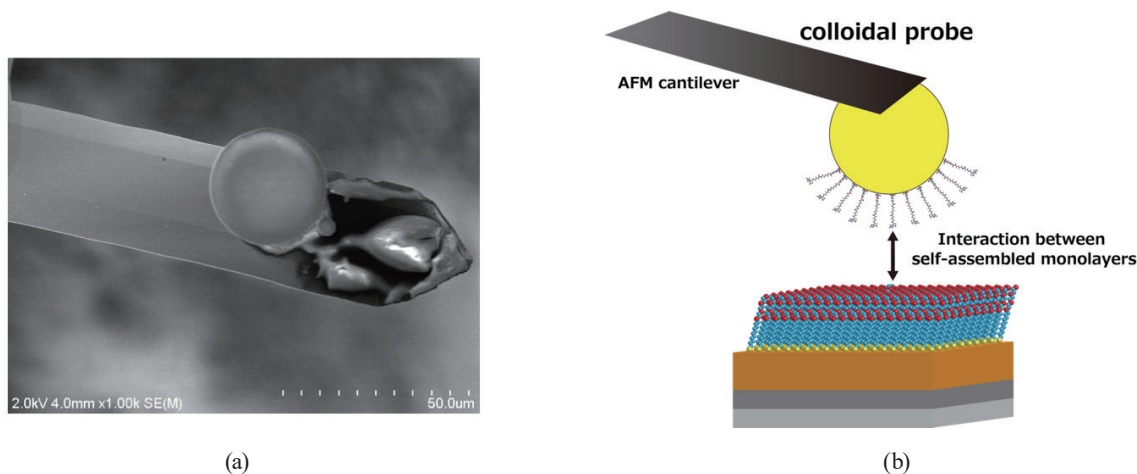 colloidal probe
AFM cantilever
Interaction between
self-assembled monolayers
2.0kV 4.0mm x1.00k SE(M)
50.0um
(a)
(b)